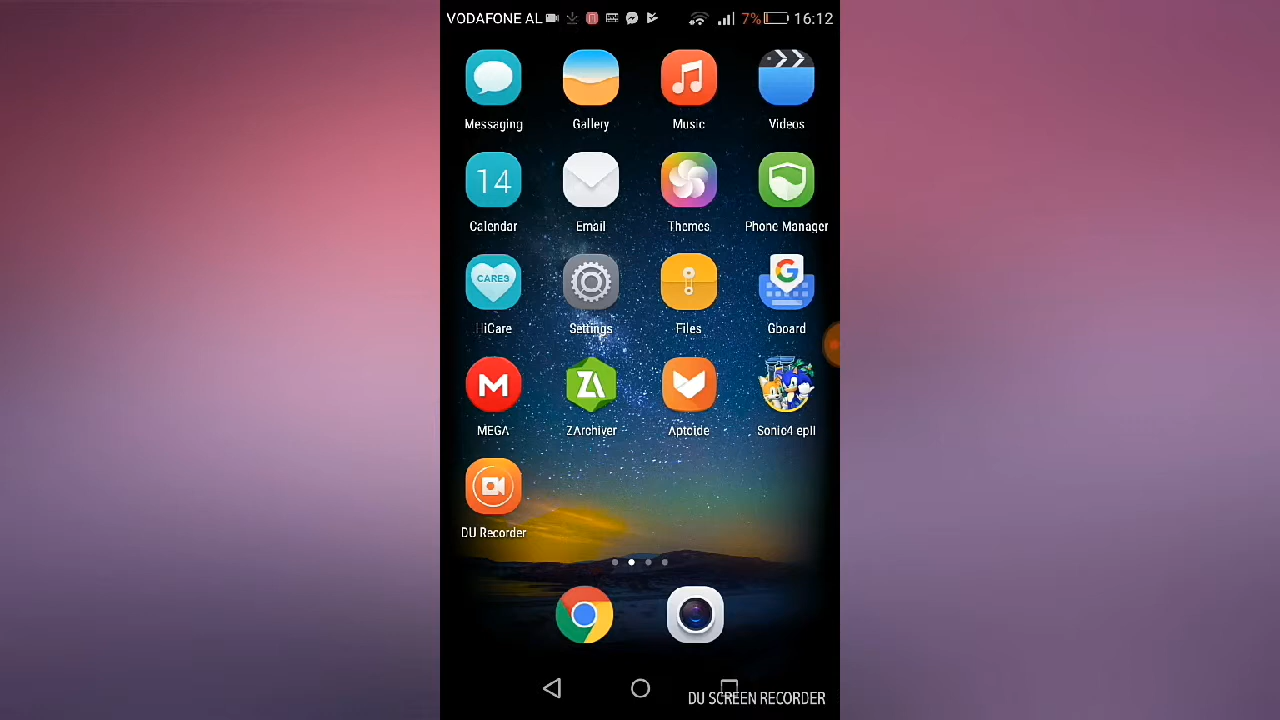 VODAFONE AL 7% 16:12
Messaging Gallery Music Videos
14
Calendar Email Themes Phone Manager
CARES G
HiCare Settings Files Gboard
M ZA
MEGA ZArchiver Aptoide Sonic4 epII
DU Recorder
DU SCREEN RECORDER